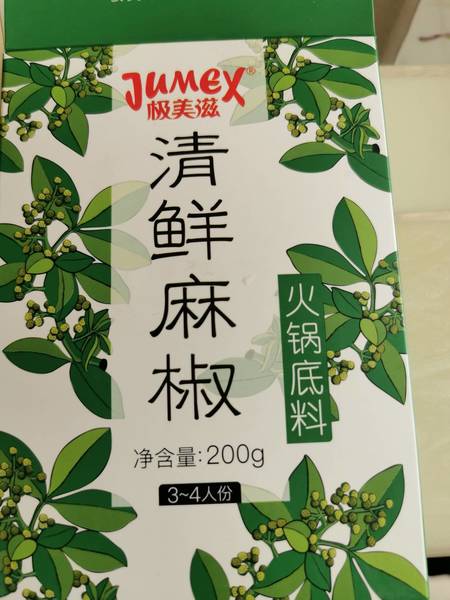 JUMEX®
极美滋
清鲜麻椒
火锅底料
净含量:200g
3~4人份